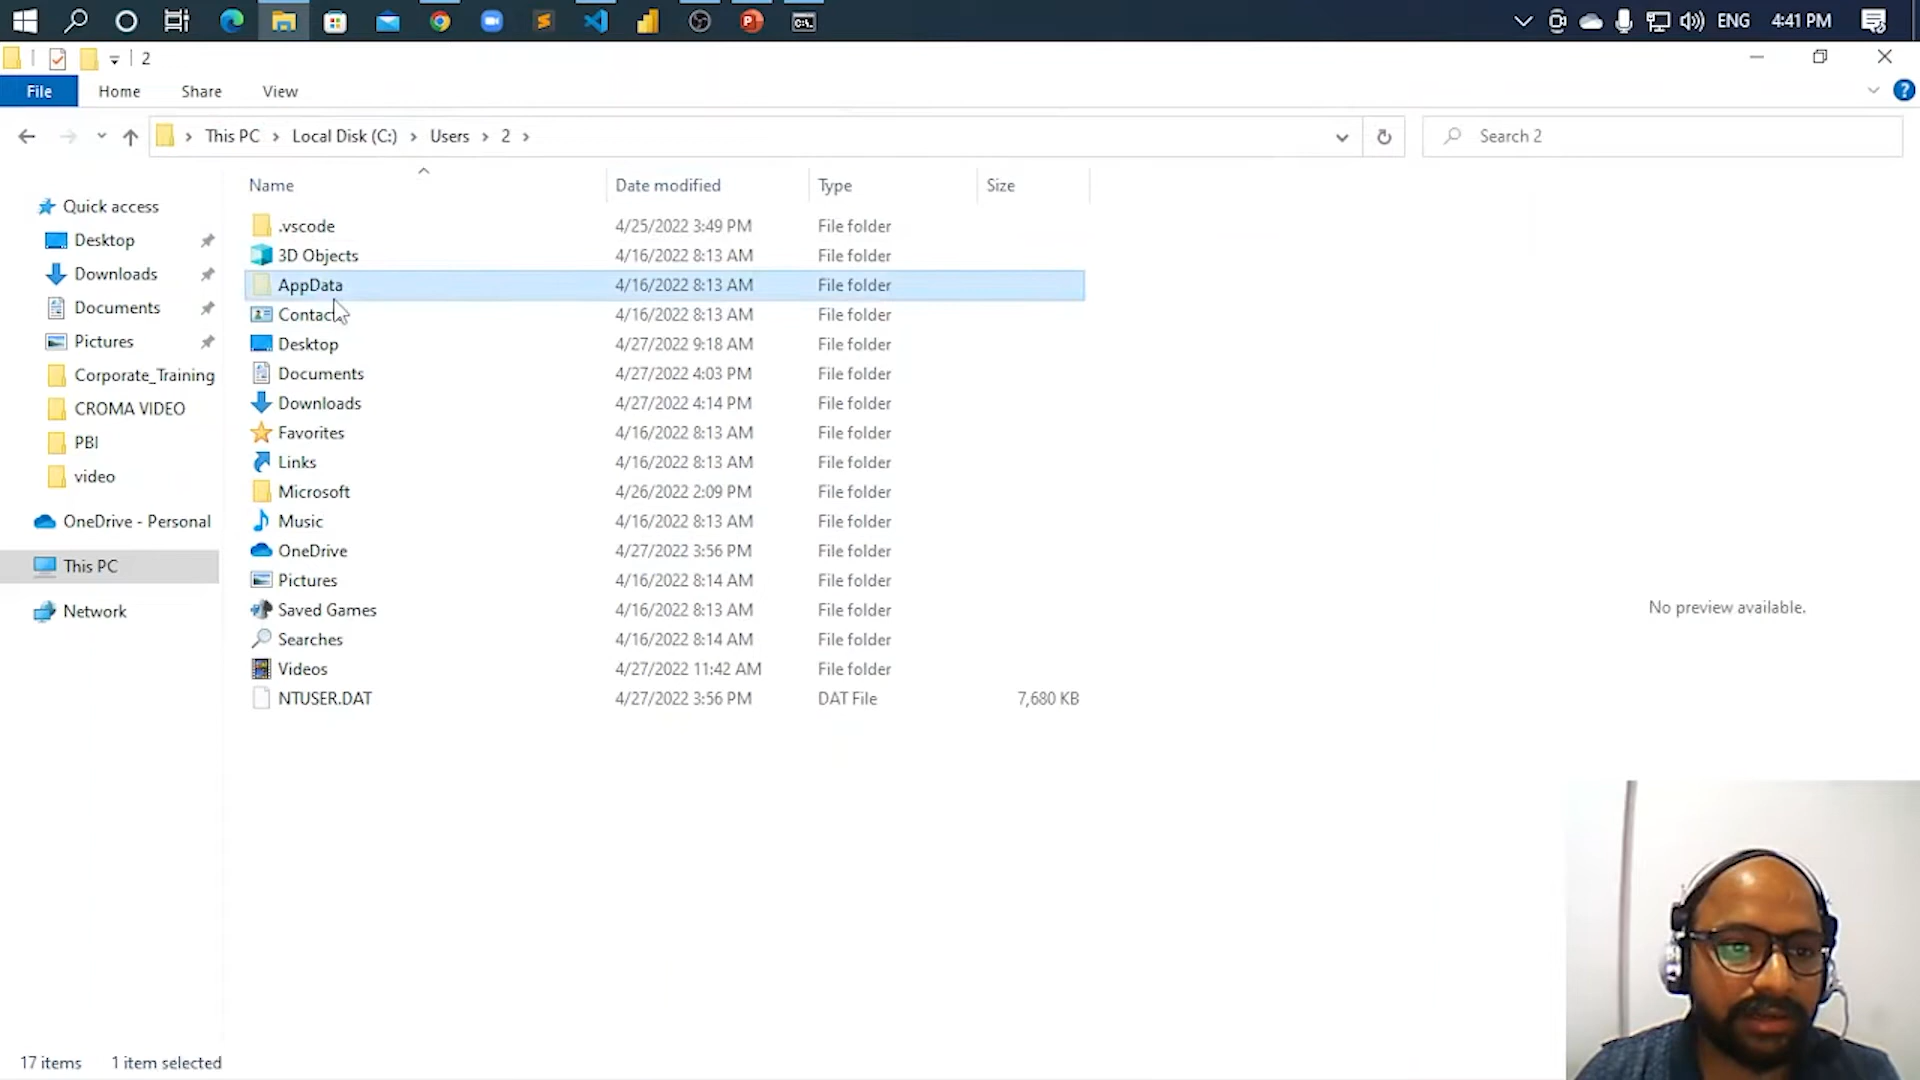 ENG 4:41 PM
2
File Home Share View
This PC Local Disk (C:) Users 2
Search 2
Name Date modified Type Size
Quick access
Desktop
Downloads
Documents
Pictures
Corporate_Training
CROMA VIDEO
PBI
video
OneDrive - Personal
This PC
Network
.vscode 4/25/2022 3:49 PM File folder
3D Objects 4/16/2022 8:13 AM File folder
AppData 4/16/2022 8:13 AM File folder
Contac 4/16/2022 8:13 AM File folder
Desktop 4/27/2022 9:18 AM File folder
Documents 4/27/2022 4:03 PM File folder
Downloads 4/27/2022 4:14 PM File folder
Favorites 4/16/2022 8:13 AM File folder
Links 4/16/2022 8:13 AM File folder
Microsoft 4/26/2022 2:09 PM File folder
Music 4/16/2022 8:13 AM File folder
OneDrive 4/27/2022 3:56 PM File folder
Pictures 4/16/2022 8:14 AM File folder
Saved Games 4/16/2022 8:13 AM File folder
Searches 4/16/2022 8:14 AM File folder
Videos 4/27/2022 11:42 AM File folder
NTUSER.DAT 4/27/2022 3:56 PM DAT File 7,680 KB
No preview available.
17 items 1 item selected